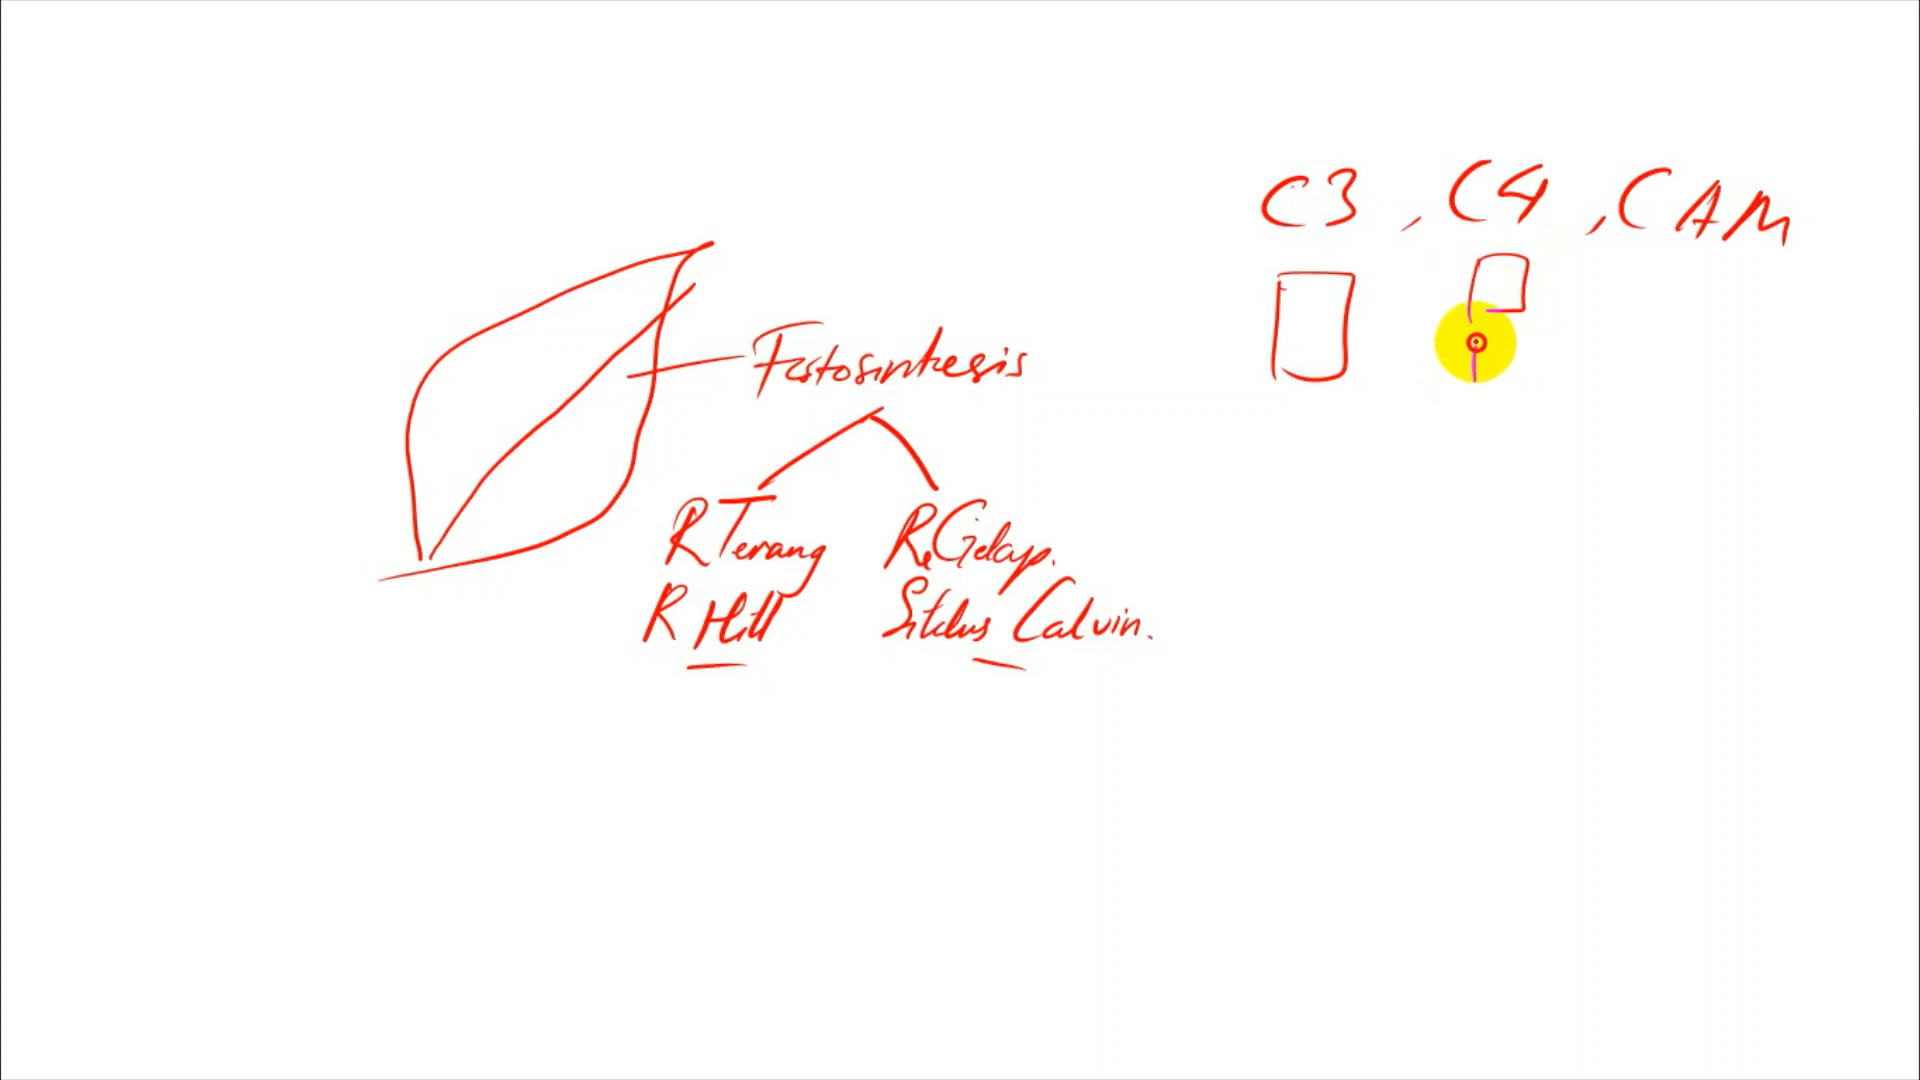 C3, C4, CAM
Fotosintesis
R Terang R. Gelap.
R Hill Siklus Calvin.